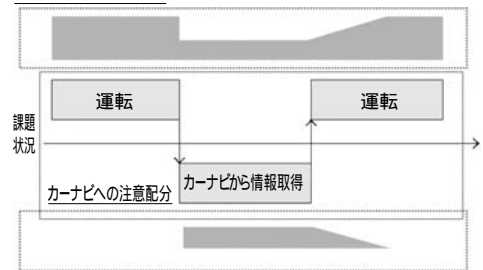 運転
運転
課題
状況
カーナビから情報取得
カーナビへの注意配分